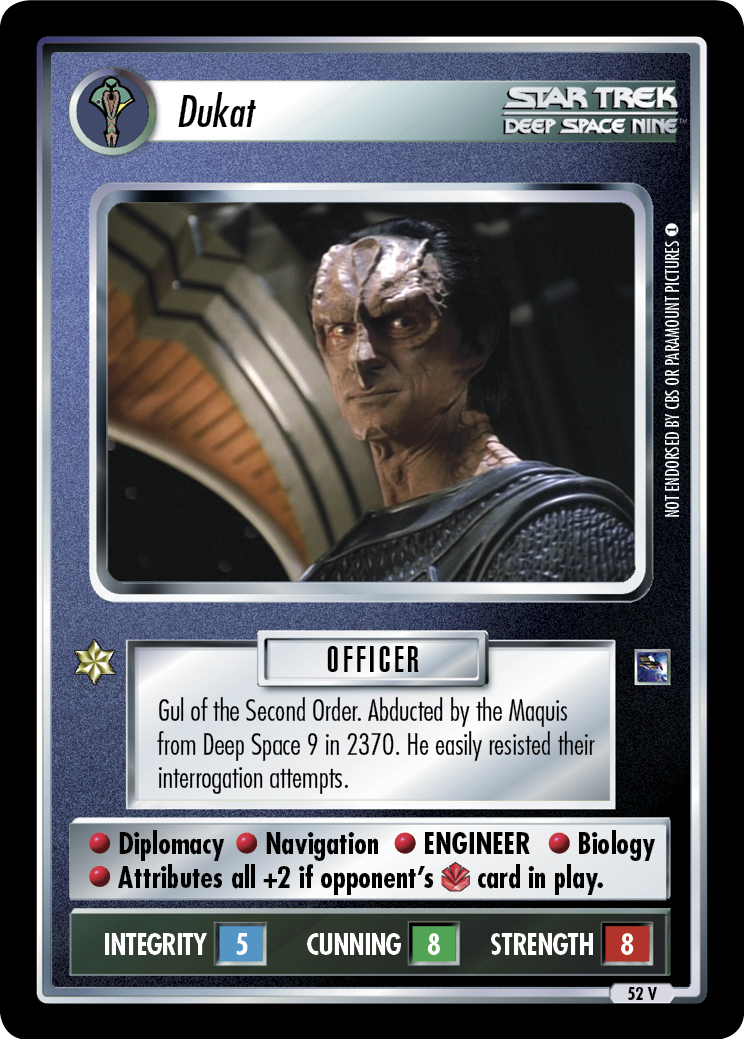 Dukat
STAR TREK
DEEP SPACE NINE™
NOT ENDORSED BY CBS OR PARAMOUNT PICTURES 1
OFFICER
Gul of the Second Order. Abducted by the Maquis
from Deep Space 9 in 2370. He easily resisted their
interrogation attempts.
Diplomacy Navigation ENGINEER Biology
Attributes all +2 if opponent's card in play.
INTEGRITY 5 CUNNING 8 STRENGTH 8
52 V